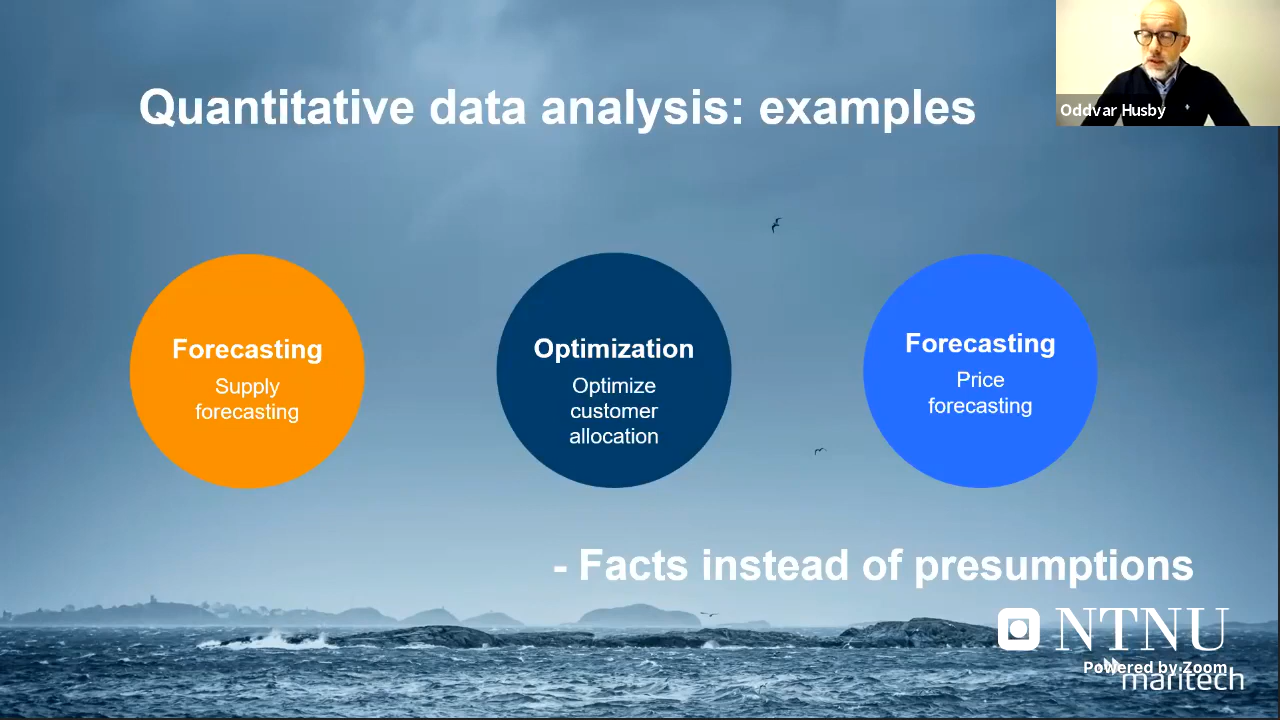 Quantitative data analysis: examples
Oddvar Husby
Forecasting
Supply
forecasting
Optimization
Optimize
customer
allocation
Forecasting
Price
forecasting
- Facts instead of presumptions
NTNU
Powered by Zoom
maritech